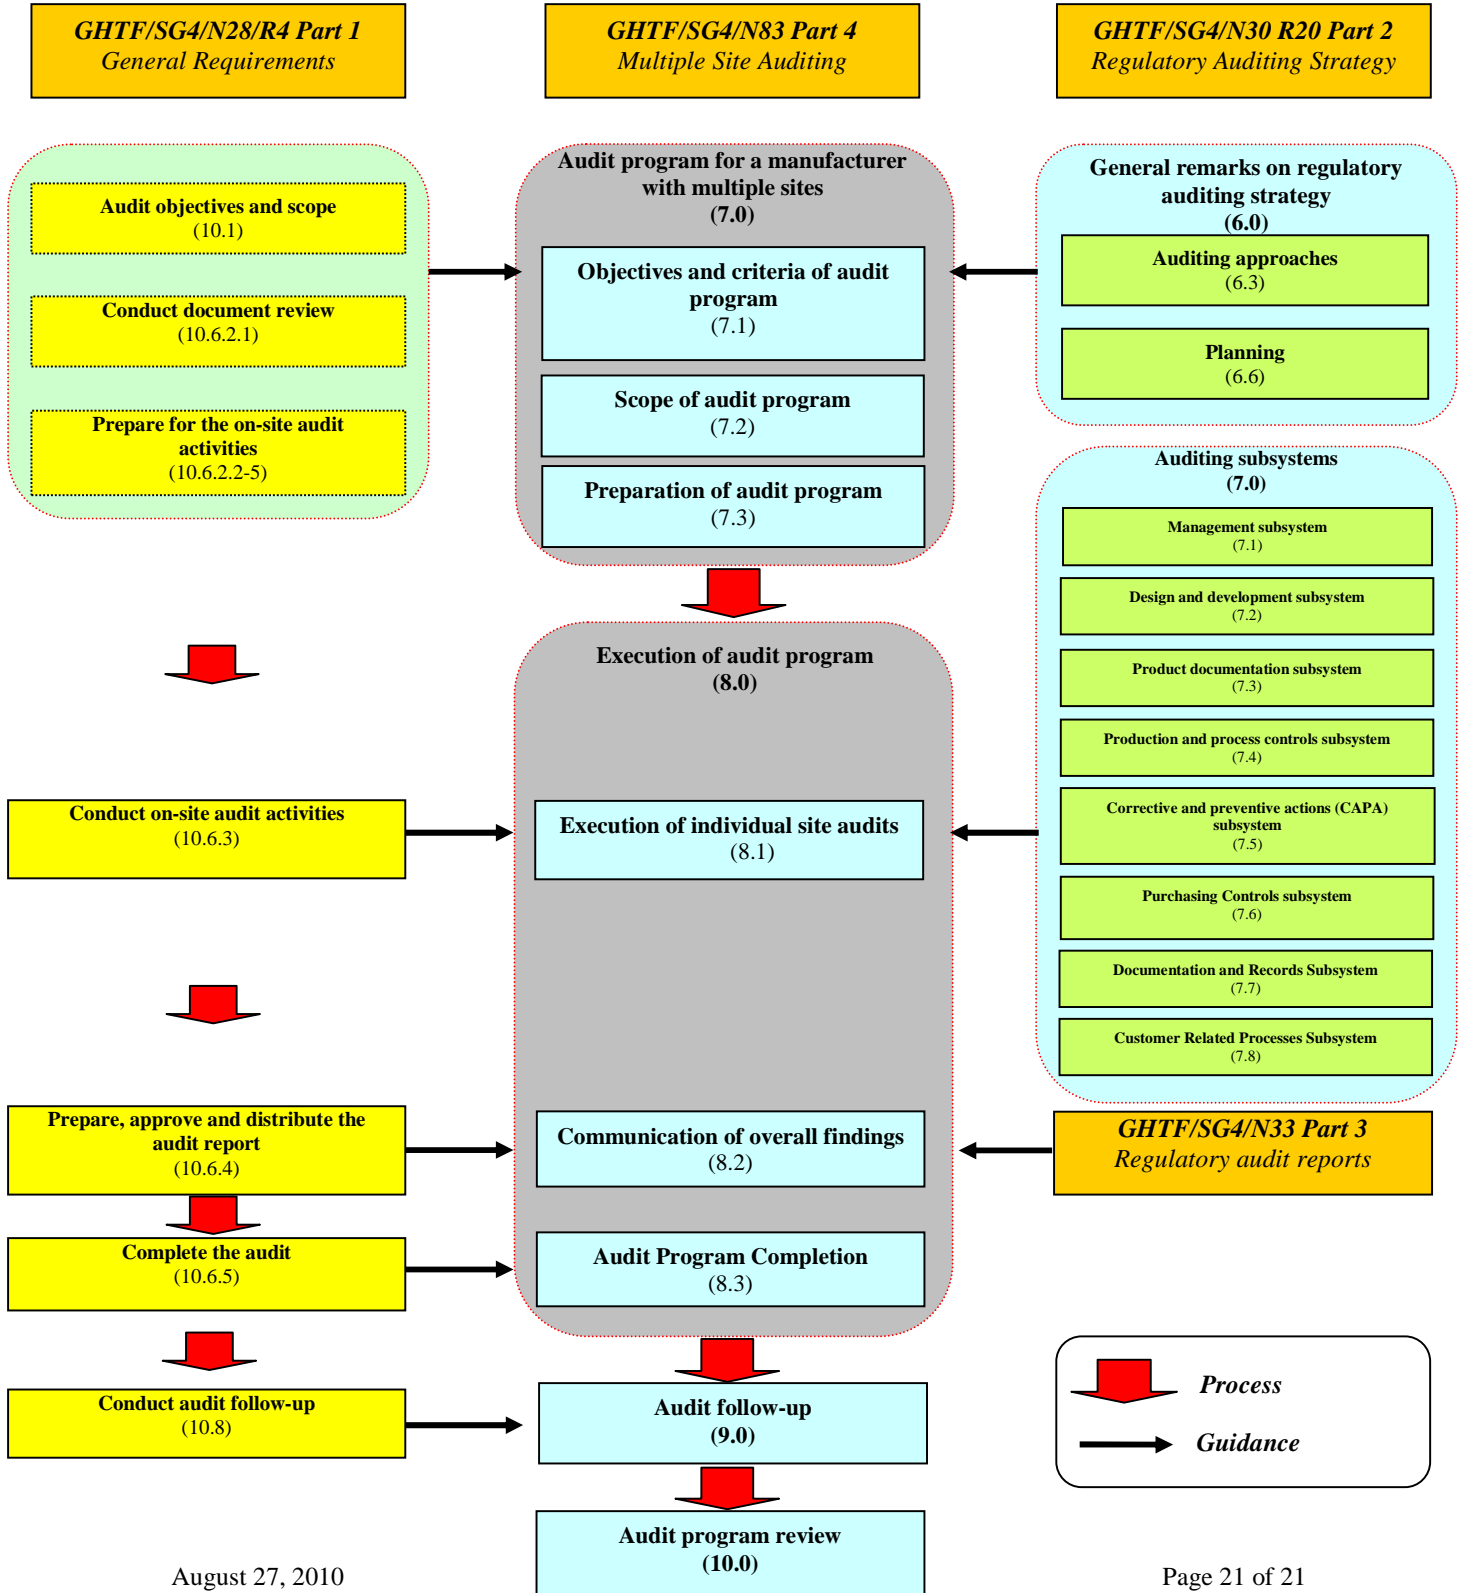 GHTF/SG4/N28/R4 Part 1
General Requirements
GHTF/SG4/N83 Part 4
Multiple Site Auditing
GHTF/SG4/N30 R20 Part 2
Regulatory Auditing Strategy
Audit objectives and scope
(10.1)
Conduct document review
(10.6.2.1)
Prepare for the on-site audit
activities
(10.6.2.2-5)
Audit program for a manufacturer
with multiple sites
(7.0)
Objectives and criteria of audit
program
(7.1)
Scope of audit program
(7.2)
Preparation of audit program
(7.3)
General remarks on regulatory
auditing strategy
(6.0)
Auditing approaches
(6.3)
Planning
(6.6)
Auditing subsystems
(7.0)
Management subsystem
(7.1)
Design and development subsystem
(7.2)
Product documentation subsystem
(7.3)
Production and process controls subsystem
(7.4)
Corrective and preventive actions (CAPA)
subsystem
(7.5)
Purchasing Controls subsystem
(7.6)
Documentation and Records Subsystem
(7.7)
Customer Related Processes Subsystem
(7.8)
Execution of audit program
(8.0)
Conduct on-site audit activities
(10.6.3)
Execution of individual site audits
(8.1)
Prepare, approve and distribute the
audit report
(10.6.4)
Communication of overall findings
(8.2)
GHTF/SG4/N33 Part 3
Regulatory audit reports
Complete the audit
(10.6.5)
Audit Program Completion
(8.3)
Conduct audit follow-up
(10.8)
Audit follow-up
(9.0)
Process
Guidance
Audit program review
(10.0)
August 27, 2010
Page 21 of 21